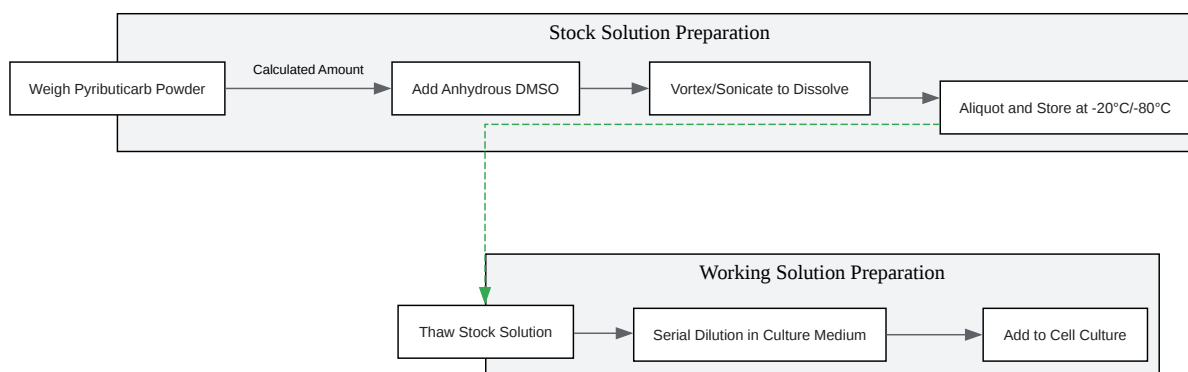 Stock Solution Preparation
Weigh Pyributicarb Powder
Calculated Amount
Add Anhydrous DMSO
Vortex/Sonicate to Dissolve
Aliquot and Store at -20°C/-80°C
Working Solution Preparation
Thaw Stock Solution
Serial Dilution in Culture Medium
Add to Cell Culture